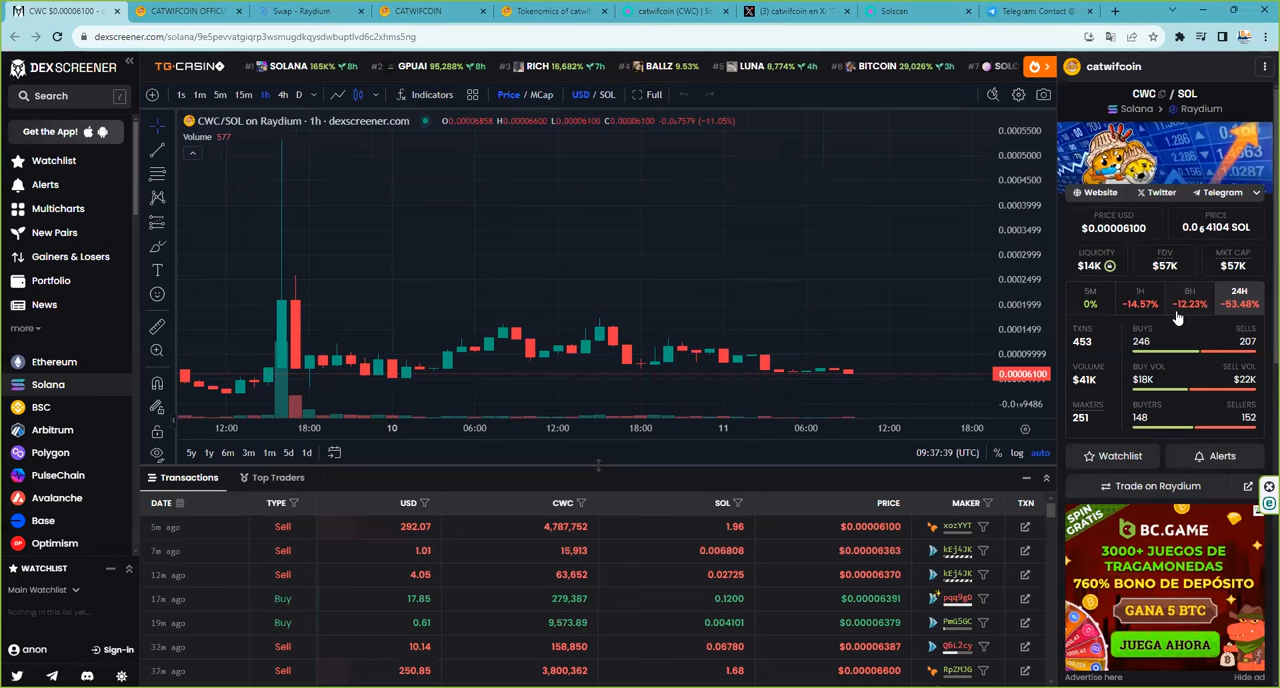 CWC $0.00006100 - c
CATWIFCOIN OFFICI
Swap - Raydium
CATWIFCOIN
Tokenomics of catwif
catwifcoin (CWC) | So
(3) catwifcoin en X: "
Solscan
Telegram: Contact @
dexscreener.com/solana/9e5pevvatgiqrp3wsmugdkqysdwbuptlvd6c2xhms5ng
DEXSCREENER
TG.CASINO
#1 SOLANA 165K% 8h
#2 GPUAI 95,288% 8h
#3 RICH 16,682% 7h
#4 BALLZ 9.53%
#5 LUNA 8,774% 4h
#6 BITCOIN 29,026% 3h
#7 SOLC
catwifcoin
Search /
1s 1m 5m 15m 1h 4h D
Indicators
Price / MCap
USD / SOL
Full
CWC / SOL
Solana > Raydium
Get the App!
Watchlist
Alerts
Multicharts
New Pairs
Gainers & Losers
Portfolio
News
more
Ethereum
Solana
BSC
Arbitrum
Polygon
PulseChain
Avalanche
Base
Optimism
WATCHLIST
Main Watchlist
Nothing in this list yet...
anon
Sign-in
CWC/SOL on Raydium · 1h · dexscreener.com
O0.00006858 H0.00006600 L0.00006100 C0.00006100 -0.0₅7579 (-11.05%)
Volume 577
0.0005500
0.0005000
0.0004500
0.0003999
0.0003499
0.0002999
0.0002499
0.0001999
0.0001499
0.00009999
0.00006100
-0.0₁₉9486
12:00
18:00
10
06:00
12:00
18:00
11
06:00
12:00
18:00
5y 1y 6m 3m 1m 5d 1d
09:37:39 (UTC)
% log auto
Transactions
Top Traders
DATE TYPE USD CWC SOL PRICE MAKER TXN
5m ago Sell 292.07 4,787,752 1.96 $0.00006100 xozYYT
7m ago Sell 1.01 15,913 0.006808 $0.00006363 kEj4JK
12m ago Sell 4.05 63,652 0.02725 $0.00006370 kEj4JK
17m ago Buy 17.85 279,387 0.1200 $0.00006391 pqq9gD
19m ago Buy 0.61 9,573.89 0.004101 $0.00006379 PmG5GC
32m ago Sell 10.14 158,850 0.06780 $0.00006387 Q6L2cy
37m ago Sell 250.85 3,800,362 1.68 $0.00006600 RpZMJG
Website
Twitter
Telegram
PRICE USD
$0.00006100
PRICE
0.0₆4104 SOL
LIQUIDITY
$14K
FDV
$57K
MKT CAP
$57K
5M
0%
1H
-14.57%
6H
-12.23%
24H
-53.48%
TXNS
453
BUYS
246
SELLS
207
VOLUME
$41K
BUY VOL
$18K
SELL VOL
$22K
MAKERS
251
BUYERS
148
SELLERS
152
Watchlist
Alerts
Trade on Raydium
SPIN GRATIS
BC.GAME
3000+ JUEGOS DE
TRAGAMONEDAS
760% BONO DE DEPÓSITO
GANA 5 BTC
JUEGA AHORA
Advertise here
Hide ad